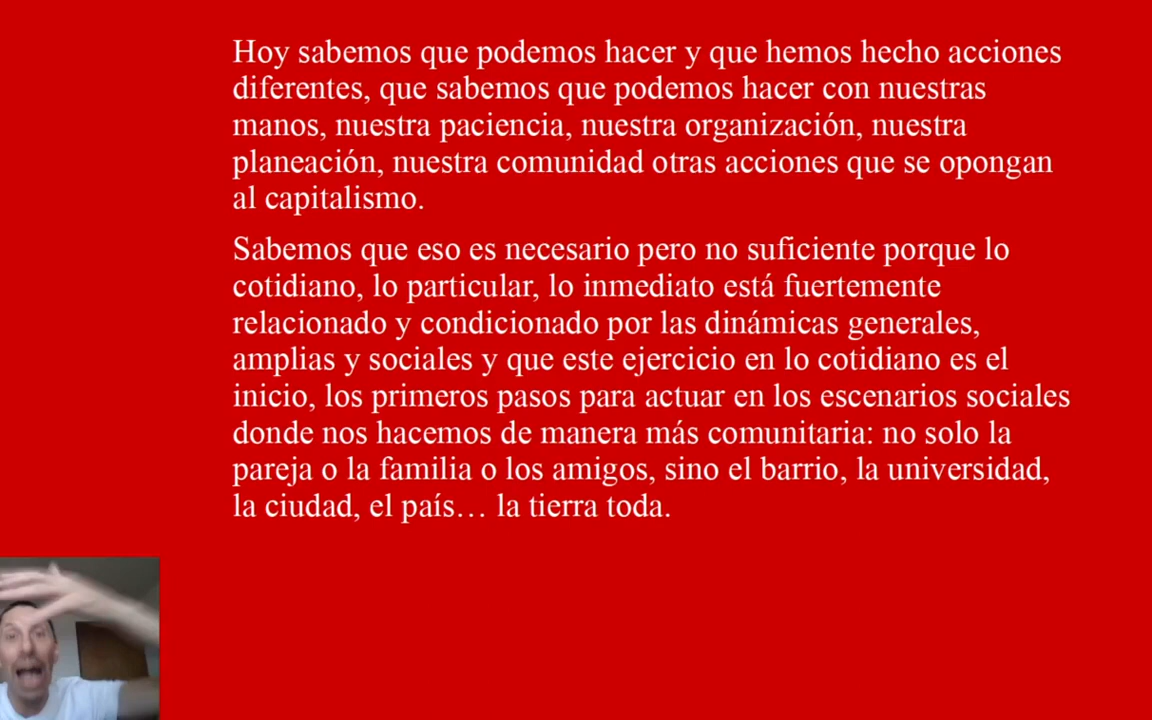 Hoy sabemos que podemos hacer y que hemos hecho acciones
diferentes, que sabemos que podemos hacer con nuestras
manos, nuestra paciencia, nuestra organización, nuestra
planeación, nuestra comunidad otras acciones que se opongan
al capitalismo.
Sabemos que eso es necesario pero no suficiente porque lo
cotidiano, lo particular, lo inmediato está fuertemente
relacionado y condicionado por las dinámicas generales,
amplias y sociales y que este ejercicio en lo cotidiano es el
inicio, los primeros pasos para actuar en los escenarios sociales
donde nos hacemos de manera más comunitaria: no solo la
pareja o la familia o los amigos, sino el barrio, la universidad,
la ciudad, el país… la tierra toda.